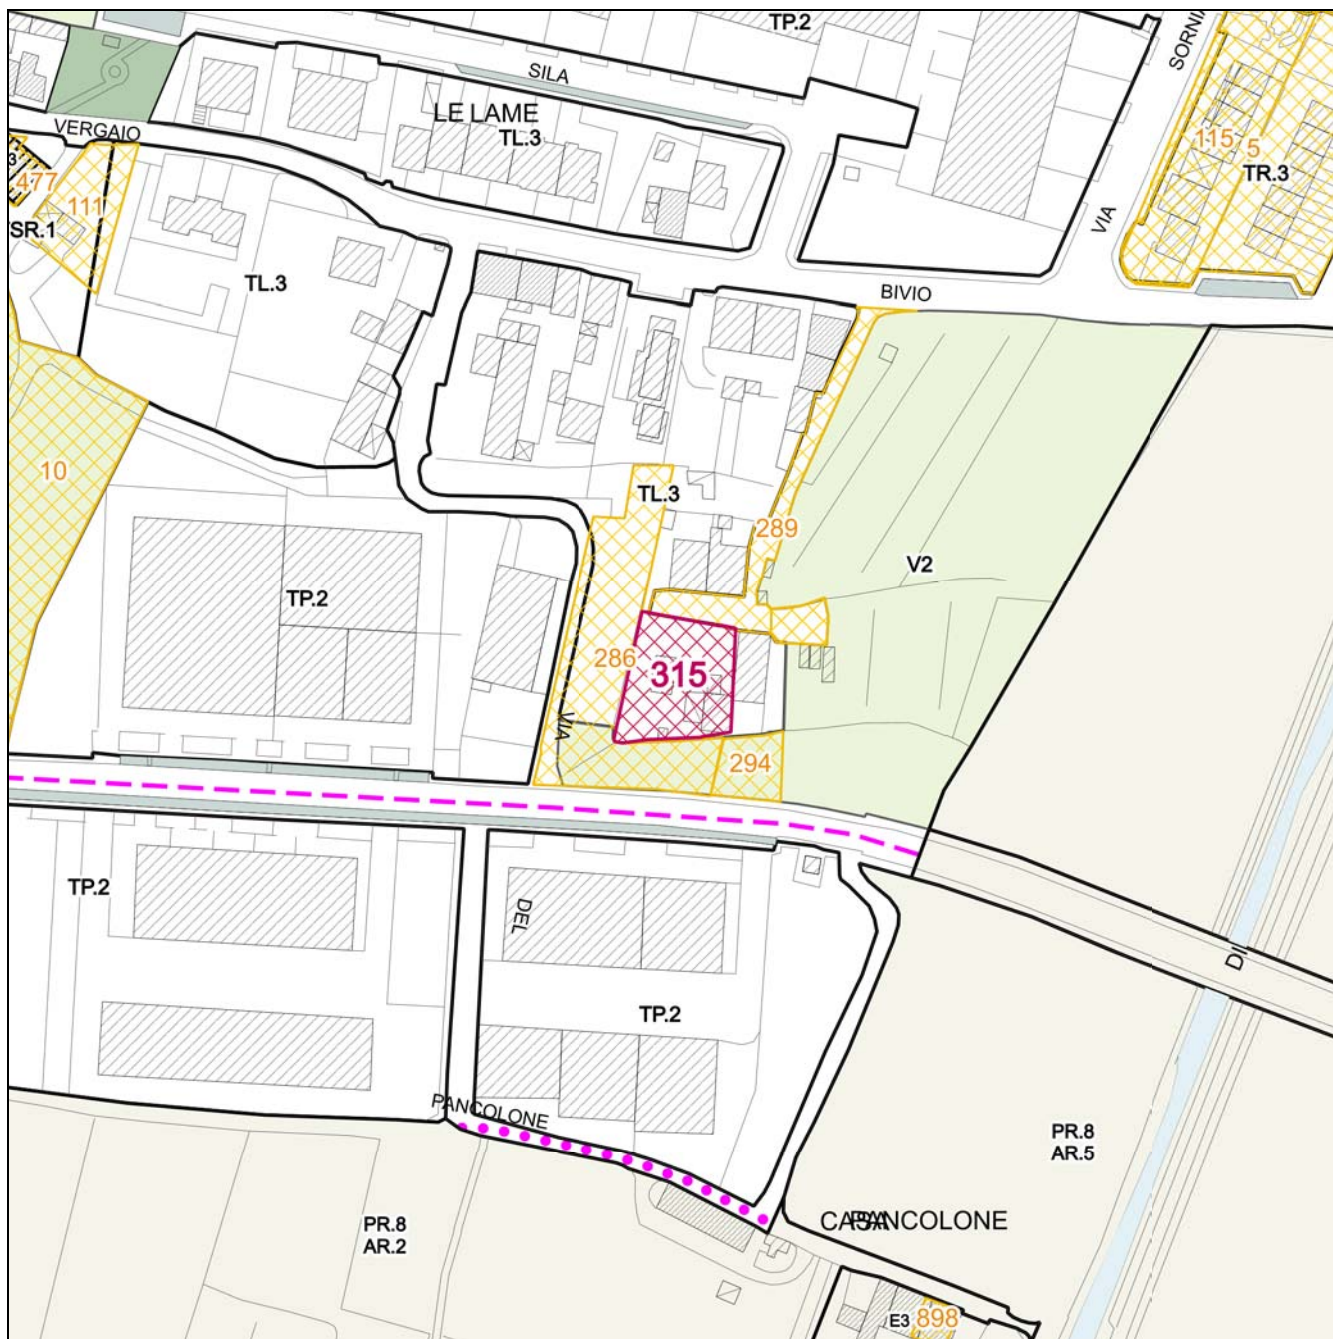 TP.2
SORNIA
SILA
LE LAME
TL.3
VERGAIO
115
5
TR.3
3
477
111
SR.1
VIA
TL.3
BIVIO
10
TL.3
289
V2
TP.2
286
315
VIA
294
TP.2
DEL
DI
TP.2
PANCOLONE
PR.8
AR.5
CASA
PANCOLONE
PR.8
AR.2
E3
898